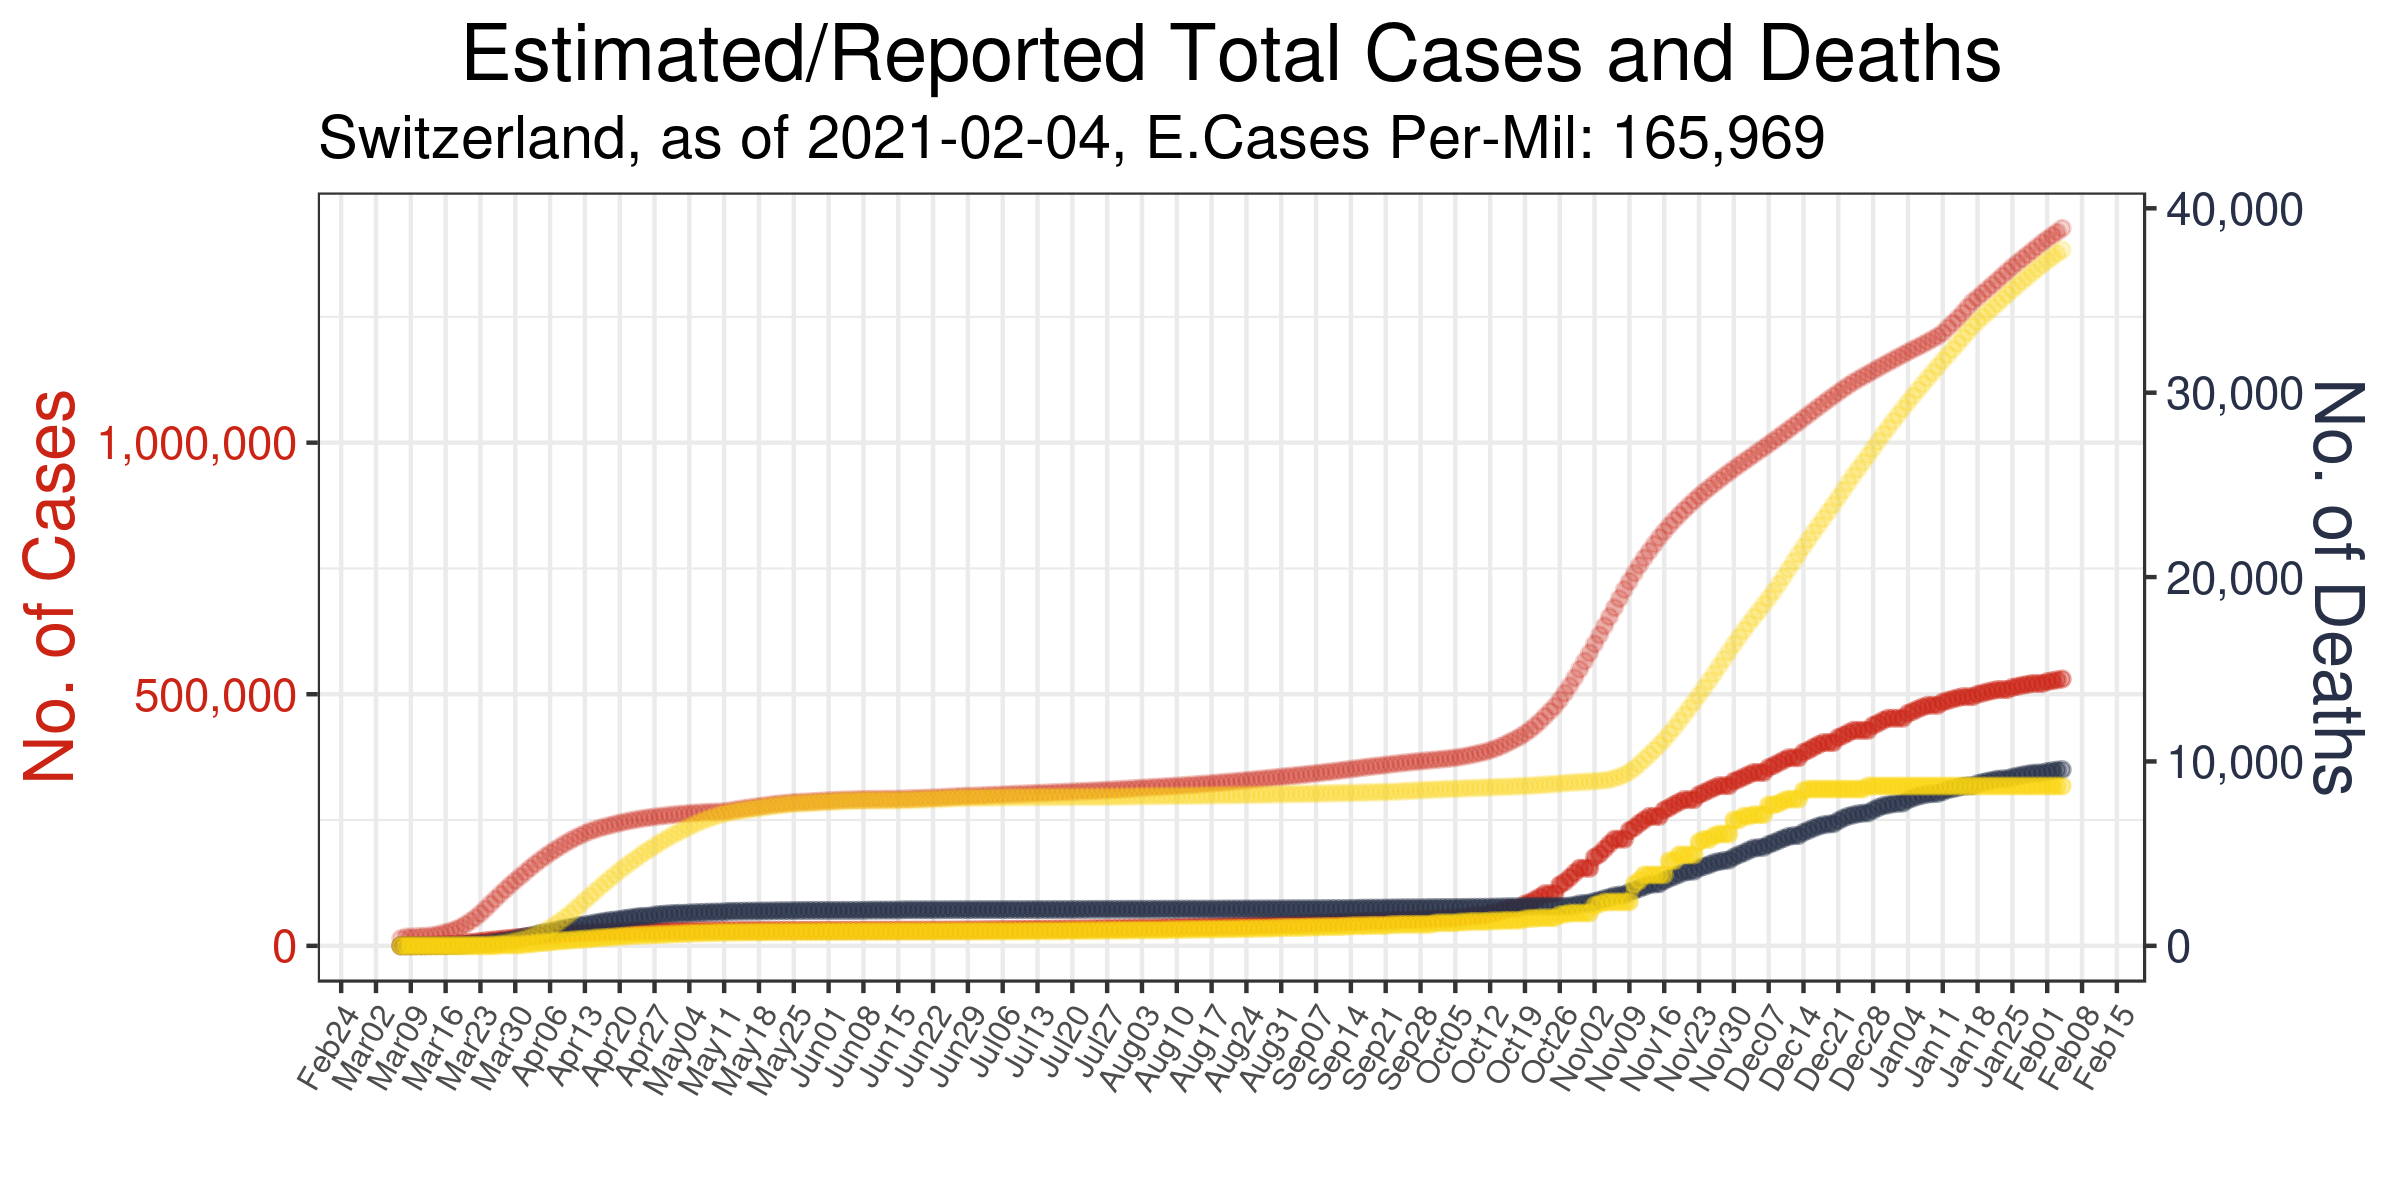 Estimated/Reported Total Cases and Deaths
Switzerland, as of 2021-02-04, E.Cases Per-Mil: 165,969
No. of Cases
1,000,000
500,000
0
40,000
30,000
20,000
10,000
0
No. of Deaths
Feb24
Mar02
Mar09
Mar16
Mar23
Mar30
Apr06
Apr13
Apr20
Apr27
May04
May11
May18
May25
Jun01
Jun08
Jun15
Jun22
Jun29
Jul06
Jul13
Jul20
Jul27
Aug03
Aug10
Aug17
Aug24
Aug31
Sep07
Sep14
Sep21
Sep28
Oct05
Oct12
Oct19
Oct26
Nov02
Nov09
Nov16
Nov23
Nov30
Dec07
Dec14
Dec21
Dec28
Jan04
Jan11
Jan18
Jan25
Feb01
Feb08
Feb15